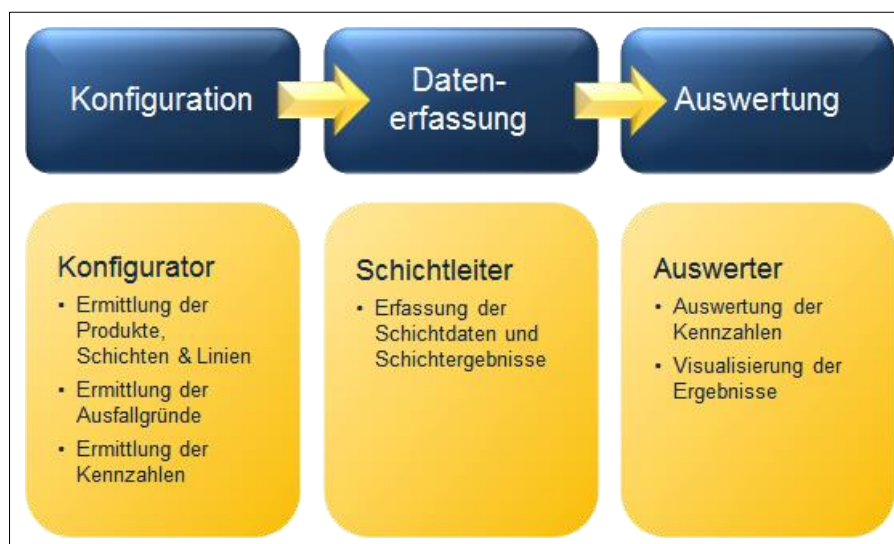 Konfiguration
Daten-
erfassung
Auswertung
Konfigurator
• Ermittlung der
Produkte,
Schichten & Linien
• Ermittlung der
Ausfallgründe
• Ermittlung der
Kennzahlen
Schichtleiter
• Erfassung der
Schichtdaten und
Schichtergebnisse
Auswerter
• Auswertung der
Kennzahlen
• Visualisierung der
Ergebnisse